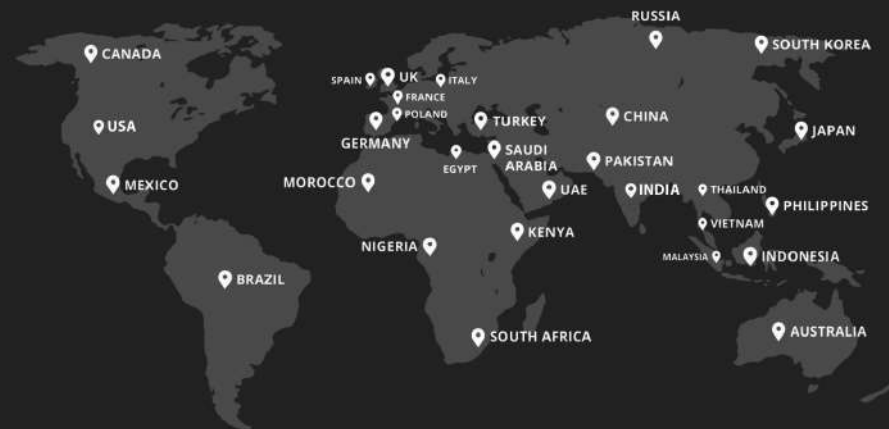 RUSSIA
CANADA
SOUTH KOREA
SPAIN
UK
ITALY
FRANCE
POLAND
USA
TURKEY
CHINA
JAPAN
GERMANY
EGYPT
SAUDI
ARABIA
PAKISTAN
MOROCCO
MEXICO
UAE
INDIA
THAILAND
PHILIPPINES
VIETNAM
KENYA
NIGERIA
MALAYSIA
INDONESIA
BRAZIL
SOUTH AFRICA
AUSTRALIA